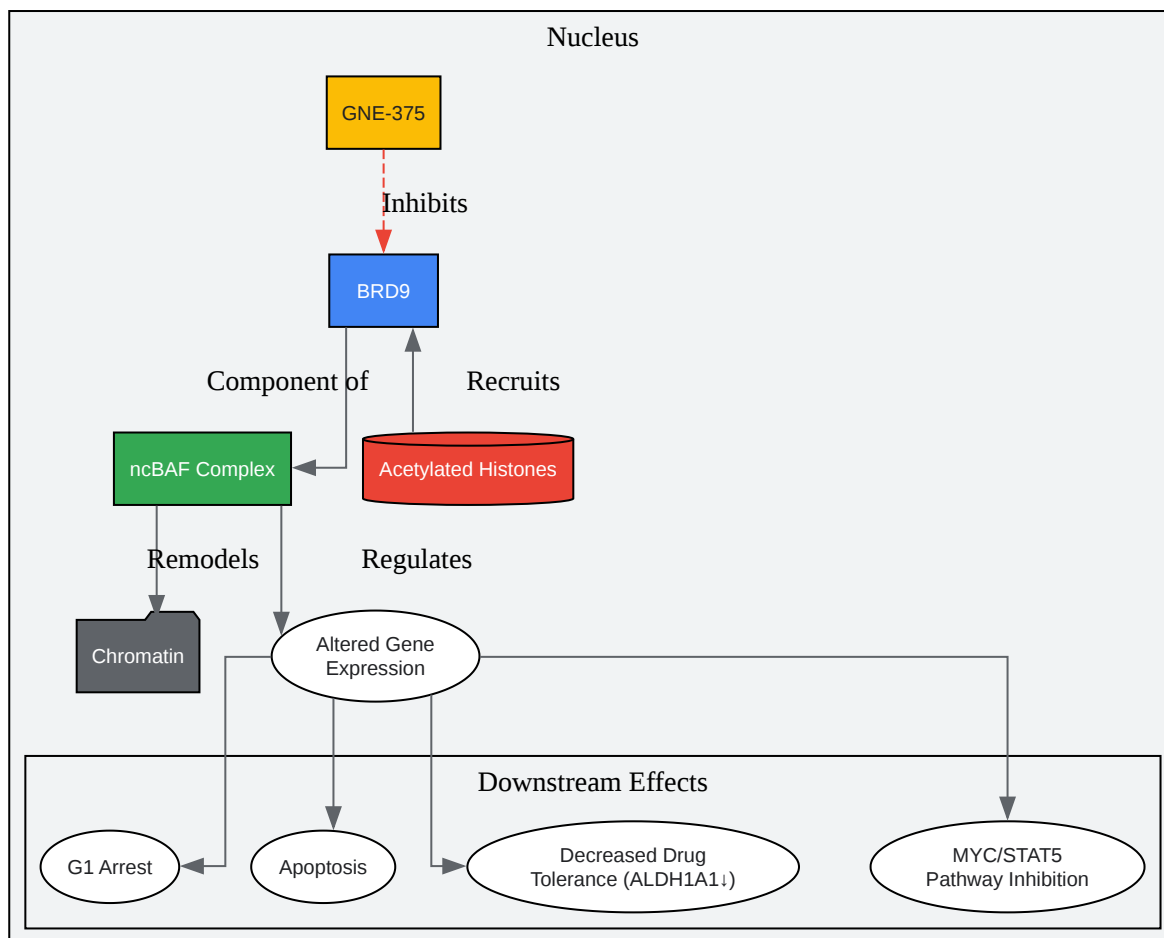 Nucleus
GNE-375
Inhibits
BRD9
Component of
Recruits
ncBAF Complex
Acetylated Histones
Remodels
Regulates
Chromatin
Altered Gene
Expression
Downstream Effects
G1 Arrest
Apoptosis
Decreased Drug
Tolerance (ALDH1A1↓)
MYC/STAT5
Pathway Inhibition